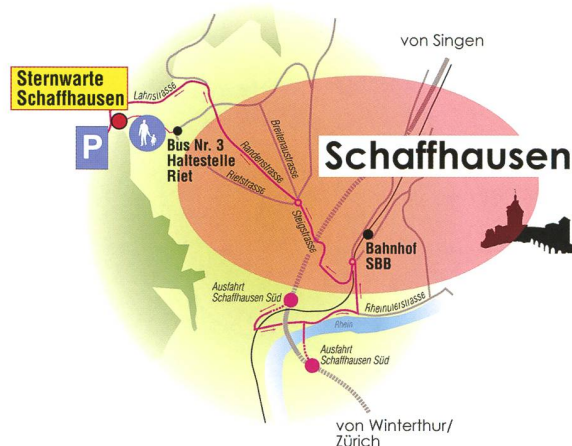 von Singen
Sternwarte
Schaffhausen
Lahnstrasse
P
Bus Nr. 3
Haltestelle
Riet
Breitenaustrasse
Randenstrasse
Rietstrasse
Schaffhausen
Steigstrasse
Bahnhof
SBB
Ausfahrt
Schaffhausen Süd
Rheinuferstrasse
Rhein
Ausfahrt
Schaffhausen Süd
von Winterthur/
Zürich